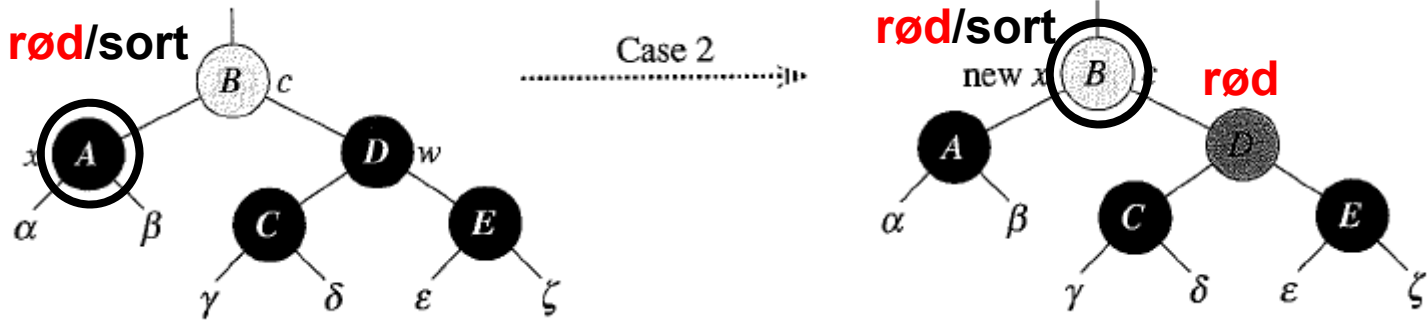 rød/sort
B c
x A
D w
C
E
α β
γ δ ε ζ
Case 2
rød/sort
new x B c
rød
A
D
C
E
α β
γ δ ε ζ